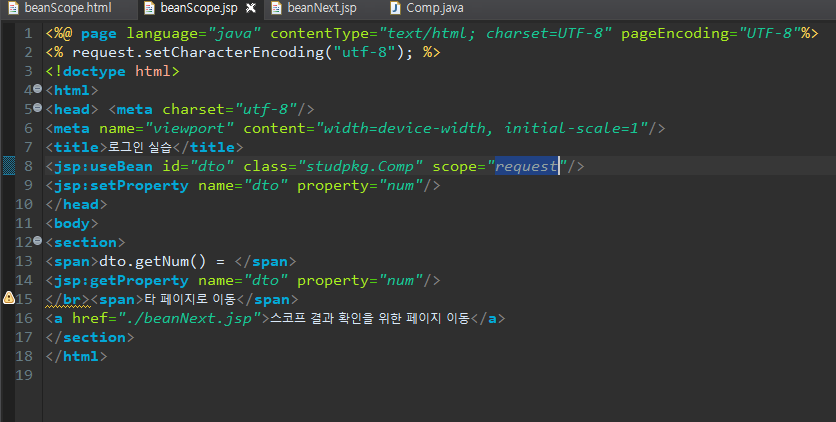 beanScope.html beanScope.jsp beanNext.jsp Comp.java
1 <%@ page language="java" contentType="text/html; charset=UTF-8" pageEncoding="UTF-8"%>
2 <% request.setCharacterEncoding("utf-8"); %>
3 <!doctype html>
4 <html>
5 <head> <meta charset="utf-8"/>
6 <meta name="viewport" content="width=device-width, initial-scale=1"/>
7 <title>로그인 실습</title>
8 <jsp:useBean id="dto" class="studpkg.Comp" scope="request"/>
9 <jsp:setProperty name="dto" property="num"/>
10 </head>
11 <body>
12 <section>
13 <span>dto.getNum() = </span>
14 <jsp:getProperty name="dto" property="num"/>
15 </br><span>타 페이지로 이동</span>
16 <a href="./beanNext.jsp">스코프 결과 확인을 위한 페이지 이동</a>
17 </section>
18 </html>
19